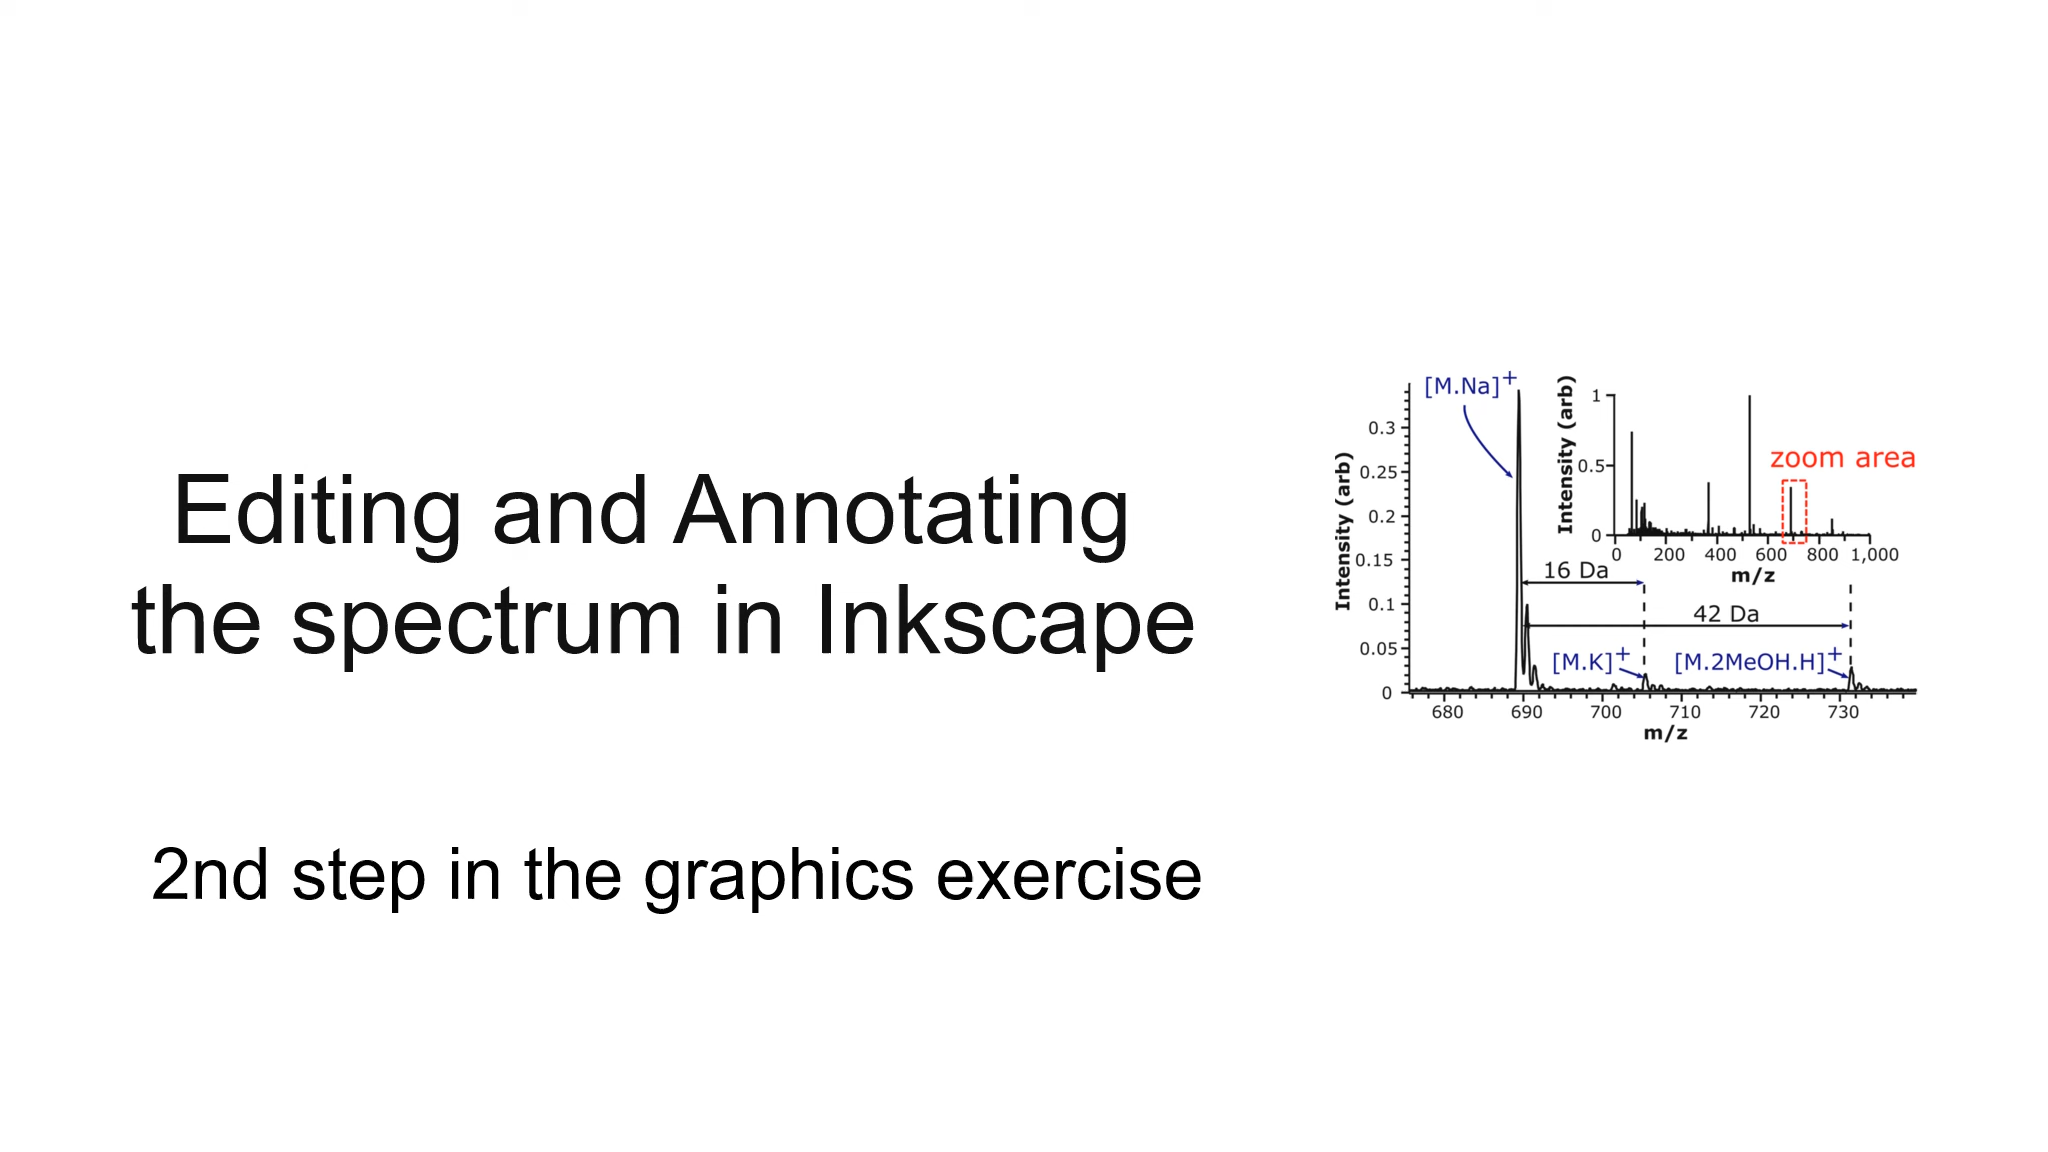 Editing and Annotating
the spectrum in Inkscape
2nd step in the graphics exercise
[M.Na]+
Intensity (arb)
0.3
0.25
0.2
0.15
0.1
0.05
0
680 690 700 710 720 730
m/z
Intensity (arb)
1
0.5
0
zoom area
0 200 400 600 800 1,000
m/z
16 Da
42 Da
[M.K]+
[M.2MeOH.H]+